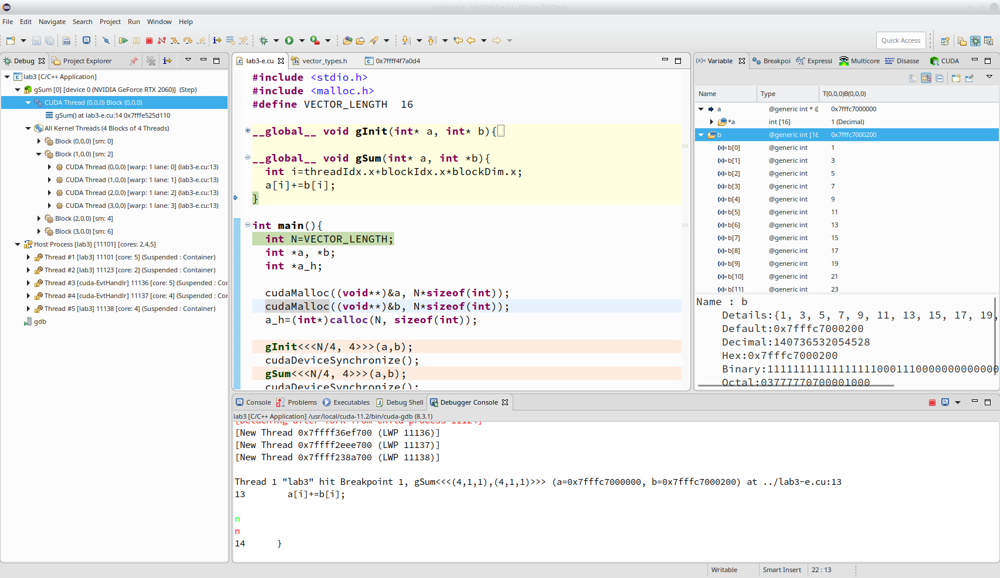 workspace - lab3/lab3-e.cu - Eclipse Platform
File Edit Navigate Search Project Run Window Help
Quick Access
Debug Project Explorer
lab3 [C/C++ Application]
gSum [0] [device 0 (NVIDIA GeForce RTX 2060)] (Step)
CUDA Thread (0,0,0) Block (0,0,0)
gSum() at lab3-e.cu:14 0x7fffe525d110
All Kernel Threads (4 Blocks of 4 Threads)
Block (0,0,0) [sm: 0]
Block (1,0,0) [sm: 2]
CUDA Thread (0,0,0) [warp: 1 lane: 0] (lab3-e.cu:13)
CUDA Thread (1,0,0) [warp: 1 lane: 1] (lab3-e.cu:13)
CUDA Thread (2,0,0) [warp: 1 lane: 2] (lab3-e.cu:13)
CUDA Thread (3,0,0) [warp: 1 lane: 3] (lab3-e.cu:13)
Block (2,0,0) [sm: 4]
Block (3,0,0) [sm: 6]
Host Process [lab3] [11101] [cores: 2,4,5]
Thread #1 [lab3] 11101 [core: 5] (Suspended : Container)
Thread #2 [lab3] 11123 [core: 2] (Suspended : Container)
Thread #3 [cuda-EvtHandlr] 11136 [core: 5] (Suspended : Cor
Thread #4 [cuda-EvtHandlr] 11137 [core: 4] (Suspended : Cor
Thread #5 [lab3] 11138 [core: 4] (Suspended : Container)
gdb
lab3-e.cu vector_types.h 0x7ffff4f7a0d4
#include <stdio.h>
#include <malloc.h>
#define VECTOR_LENGTH  16
__global__ void gInit(int* a, int* b){
__global__ void gSum(int* a, int *b){
int i=threadIdx.x+blockIdx.x*blockDim.x;
a[i]+=b[i];
}
int main(){
int N=VECTOR_LENGTH;
int *a, *b;
int *a_h;
cudaMalloc((void**)&a, N*sizeof(int));
cudaMalloc((void**)&b, N*sizeof(int));
a_h=(int*)calloc(N, sizeof(int));
gInit<<<N/4, 4>>>(a,b);
cudaDeviceSynchronize();
gSum<<<N/4, 4>>>(a,b);
cudaDeviceSynchronize();
(x)= Variable Breakpoi Expressi Multicore Disasse CUDA
Name Type T(0,0,0)B(0,0,0)
a @generic int * @ 0x7fffc7000000
*a int [16] 1 (Decimal)
b @generic int [16 0x7fffc7000200
(x)= b[0] @generic int 1
(x)= b[1] @generic int 3
(x)= b[2] @generic int 5
(x)= b[3] @generic int 7
(x)= b[4] @generic int 9
(x)= b[5] @generic int 11
(x)= b[6] @generic int 13
(x)= b[7] @generic int 15
(x)= b[8] @generic int 17
(x)= b[9] @generic int 19
(x)= b[10] @generic int 21
(x)= b[11] @generic int 23
Name : b
Details:{1, 3, 5, 7, 9, 11, 13, 15, 17, 19,
Default:0x7fffc7000200
Decimal:140736532054528
Hex:0x7fffc7000200
Octal:03777770700001000
Console Problems Executables Debug Shell Debugger Console
lab3 [C/C++ Application] /usr/local/cuda-11.2/bin/cuda-gdb (8.3.1)
[Detaching after fork from child process 11124]
[New Thread 0x7ffff36ef700 (LWP 11136)]
[New Thread 0x7ffff2eee700 (LWP 11137)]
[New Thread 0x7ffff238a700 (LWP 11138)]
Thread 1 "lab3" hit Breakpoint 1, gSum<<<(4,1,1),(4,1,1)>>> (a=0x7fffc7000000, b=0x7fffc7000200) at ../lab3-e.cu:13
13 a[i]+=b[i];
n
n
14 }
Writable Smart Insert 22 : 13